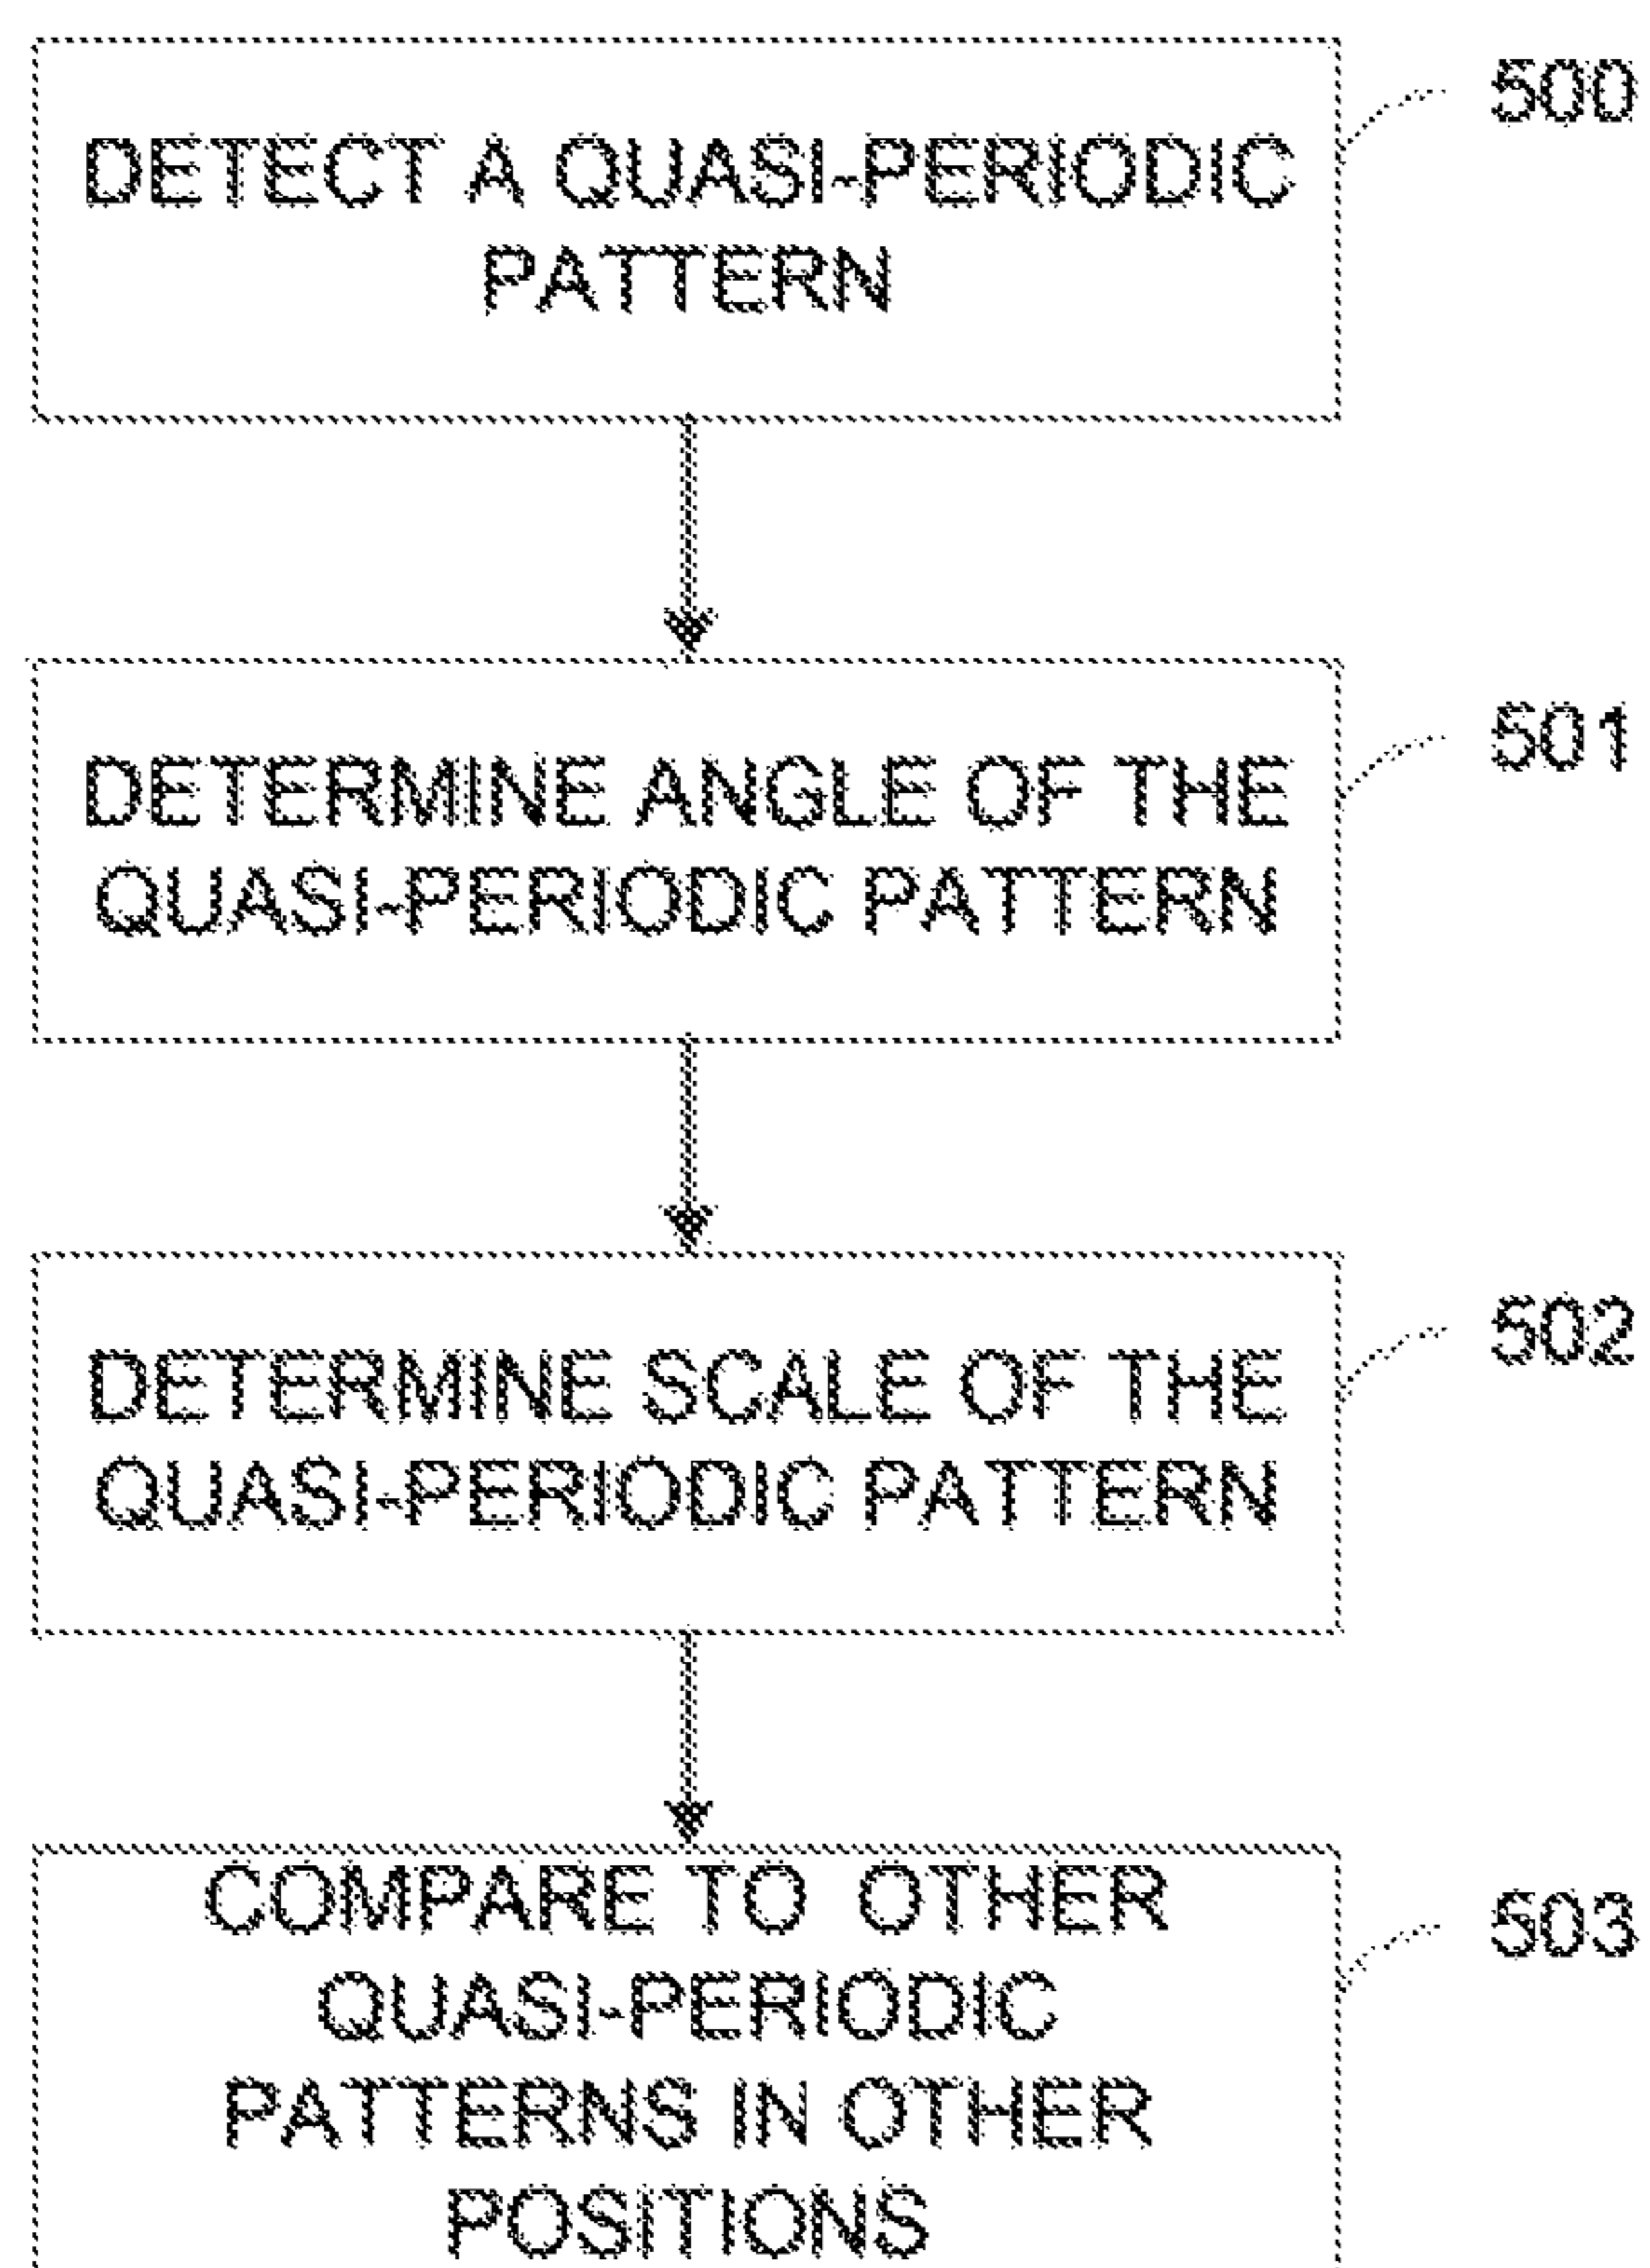 500
DETECT A QUASI-PERIODIC
PATTERN
501
DETERMINE ANGLE OF THE
QUASI-PERIODIC PATTERN
502
DETERMINE SCALE OF THE
QUASI-PERIODIC PATTERN
503
COMPARE TO OTHER
QUASI-PERIODIC
PATTERNS IN OTHER
POSITIONS